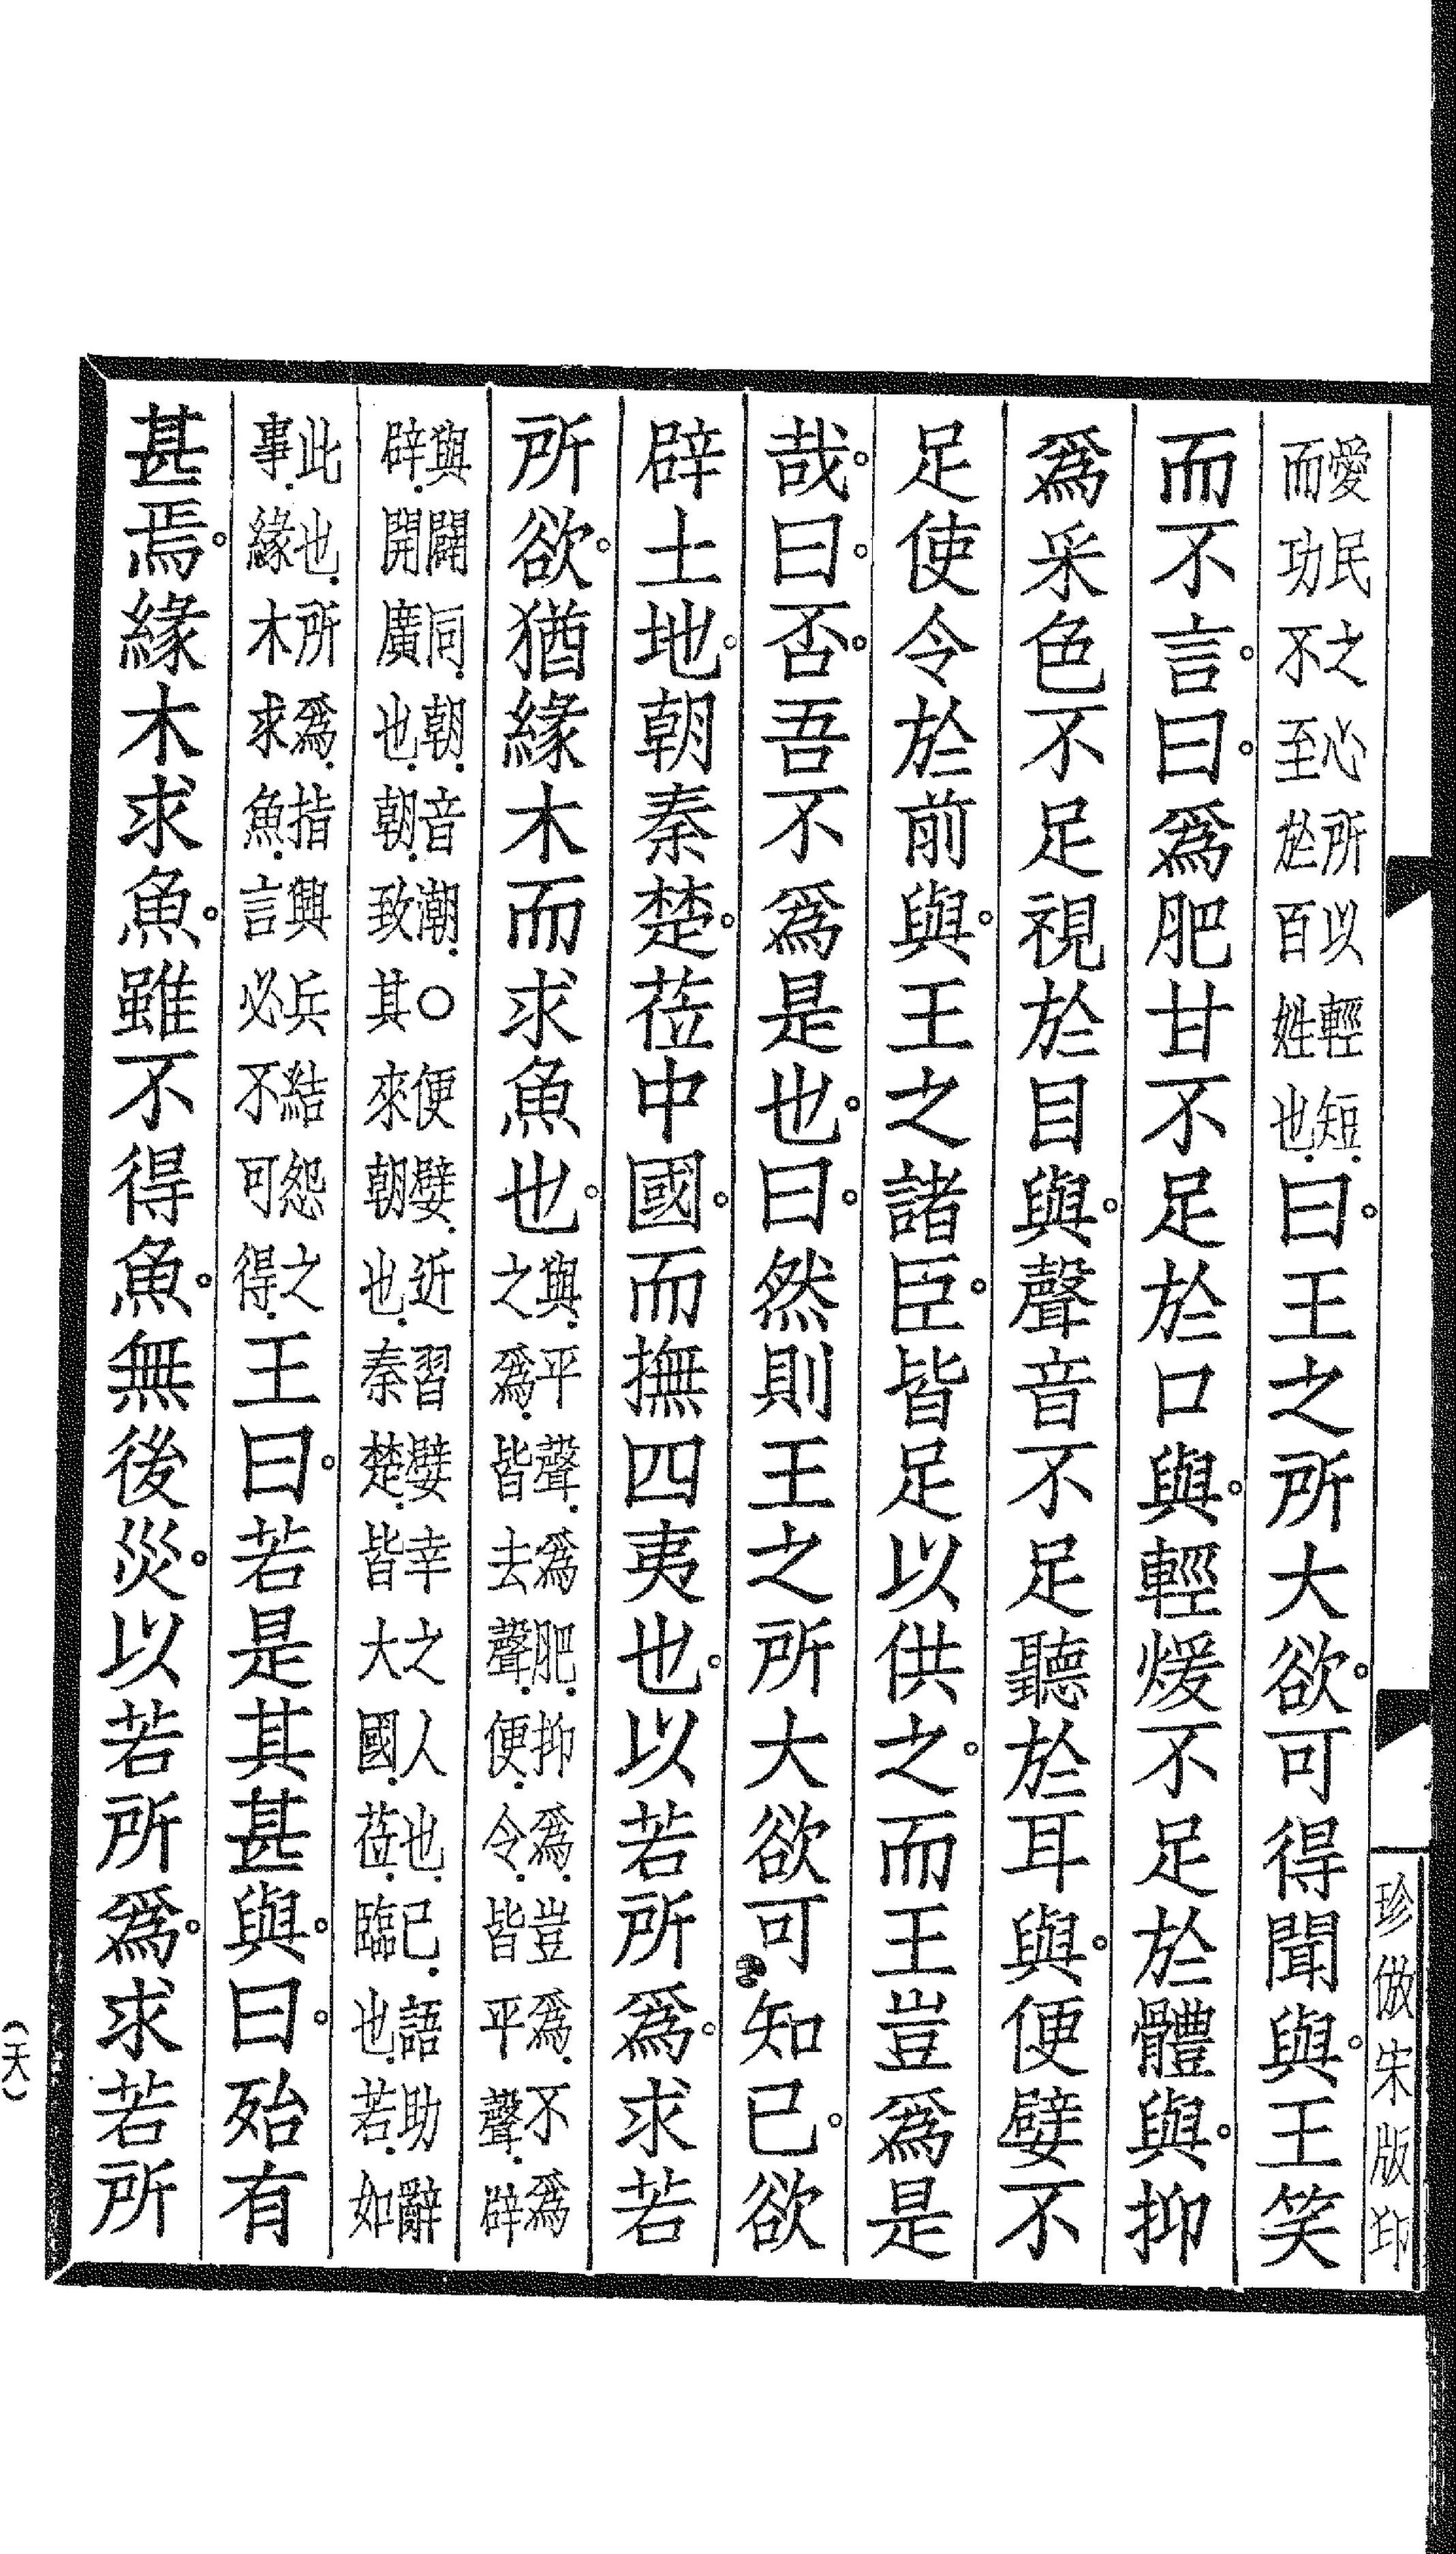 愛民之心所以輕短.而功不至於百姓也.曰。王之所大欲。可得聞與。王笑
而不言。曰。爲肥甘不足於口與。輕煖不足於體與。抑
爲采色不足視於目與。聲音不足聽於耳與。便嬖不
足使令於前與。王之諸臣。皆足以供之。而王豈爲是
哉。曰。否。吾不爲是也。曰。然則王之所大欲可知已。欲
辟土地。朝秦楚。莅中國。而撫四夷也。以若所爲。求若
所欲。猶緣木而求魚也。與.平聲.爲肥.抑爲.豈爲.不爲之爲.皆去聲.便.令.皆平聲.辟
與闢同.朝.音潮.○便嬖.近習嬖幸之人也.已.語助辭辟.開廣也.朝.致其來朝也.秦楚.皆大國.莅.臨也.若.如
此也.所爲.指興兵結怨之事.緣木求魚.言必不可得.王曰。若是其甚與。曰。殆有
甚焉。緣木求魚。雖不得魚。無後災。以若所爲。求若所
珍倣宋版印
(天)